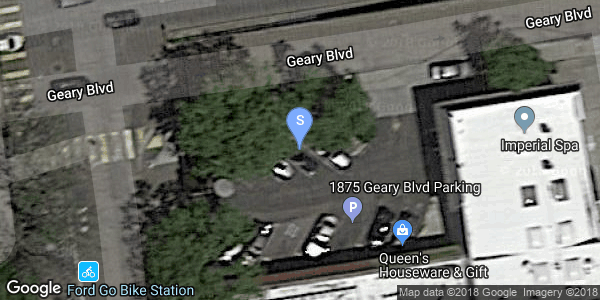 Geary Blvd
Geary Blvd
Geary Blvd
S
Imperial Spa
1875 Geary Blvd Parking
P
Queen's
Houseware & Gift
Ford Go Bike Station
Google
Map data ©2018 Google Imagery ©2018